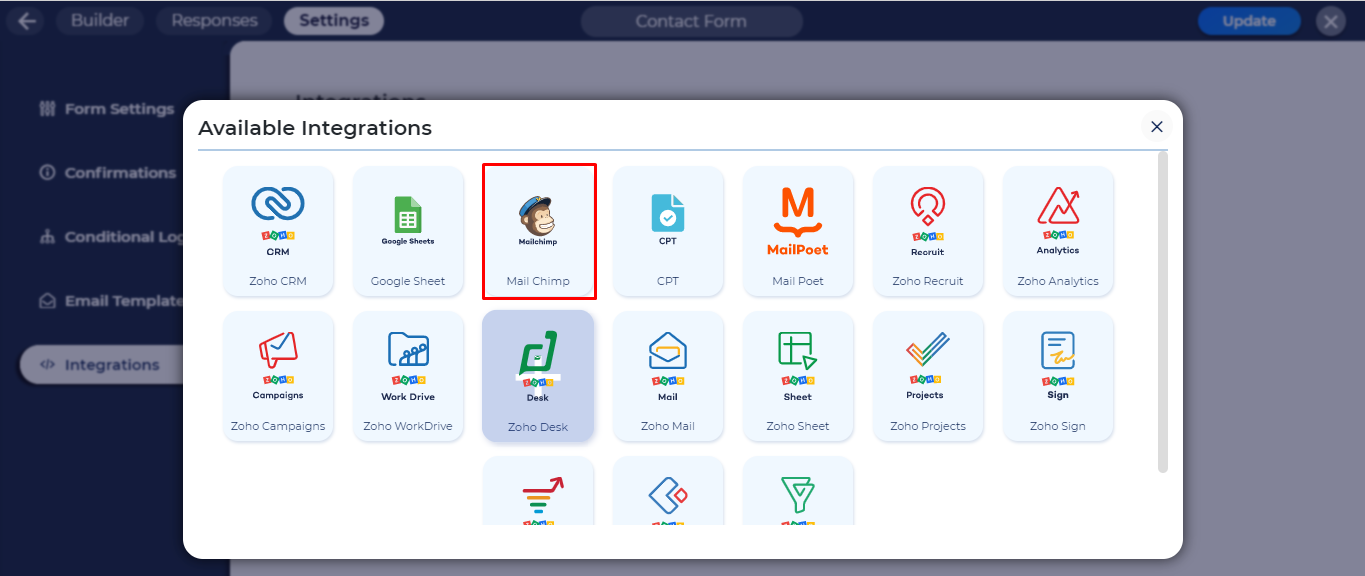 Builder
Responses
Settings
Contact Form
Update
Form Settings
Confirmations
Conditional Log
Email Template
Integrations
Integrations
Available Integrations
ZOHO
CRM
Zoho CRM
Google Sheets
Google Sheet
Mailchimp
Mail Chimp
CPT
CPT
MailPoet
Mail Poet
ZOHO
Recruit
Zoho Recruit
ZOHO
Analytics
Zoho Analytics
ZOHO
Campaigns
Zoho Campaigns
ZOHO
Work Drive
Zoho WorkDrive
ZOHO
Desk
Zoho Desk
ZOHO
Mail
Zoho Mail
ZOHO
Sheet
Zoho Sheet
ZOHO
Projects
Zoho Projects
ZOHO
Sign
Zoho Sign